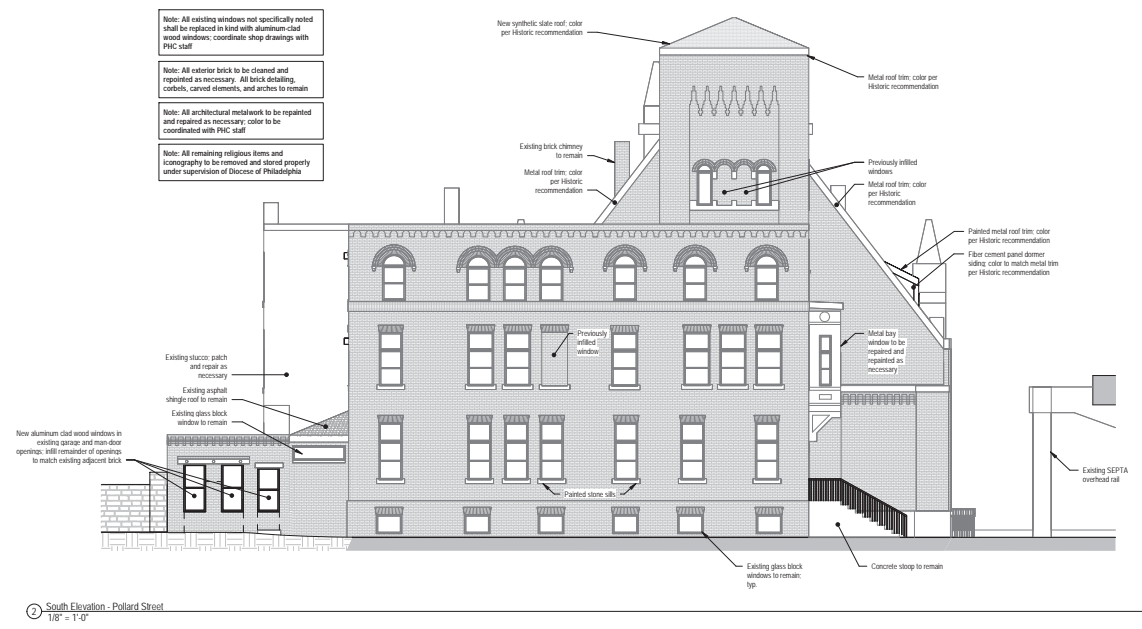 Note: All existing windows not specifically noted
shall be replaced in kind with aluminum-clad
wood windows; coordinate shop drawings with
PHC staff
Note: All exterior brick to be cleaned and
repointed as necessary. All brick detailing,
corbels, carved elements, and arches to remain
Note: All architectural metalwork to be repainted
and repaired as necessary; color to be
coordinated with PHC staff
Note: All remaining religious items and
iconography to be removed and stored properly
under supervision of Diocese of Philadelphia
New synthetic slate roof; color
per Historic recommendation
Metal roof trim; color per
Historic recommendation
Existing brick chimney
to remain
Metal roof trim; color
per Historic
recommendation
Previously infilled
windows
Metal roof trim; color
per Historic
recommendation
Painted metal roof trim; color
per Historic recommendation
Fiber cement panel dormer
siding; color to match metal trim
per Historic recommendation
Previously
infilled
window
Metal bay
window to be
repaired and
repainted as
necessary
Existing stucco; patch
and repair as
necessary
Existing asphalt
shingle roof to remain
Existing glass block
window to remain
New aluminum clad wood windows in
existing garage and man-door
openings; infill remainder of openings
to match existing adjacent brick
Existing SEPTA
overhead rail
Painted stone sills
Existing glass block
windows to remain;
typ.
Concrete stoop to remain
2 South Elevation - Pollard Street
1/8" = 1'-0"